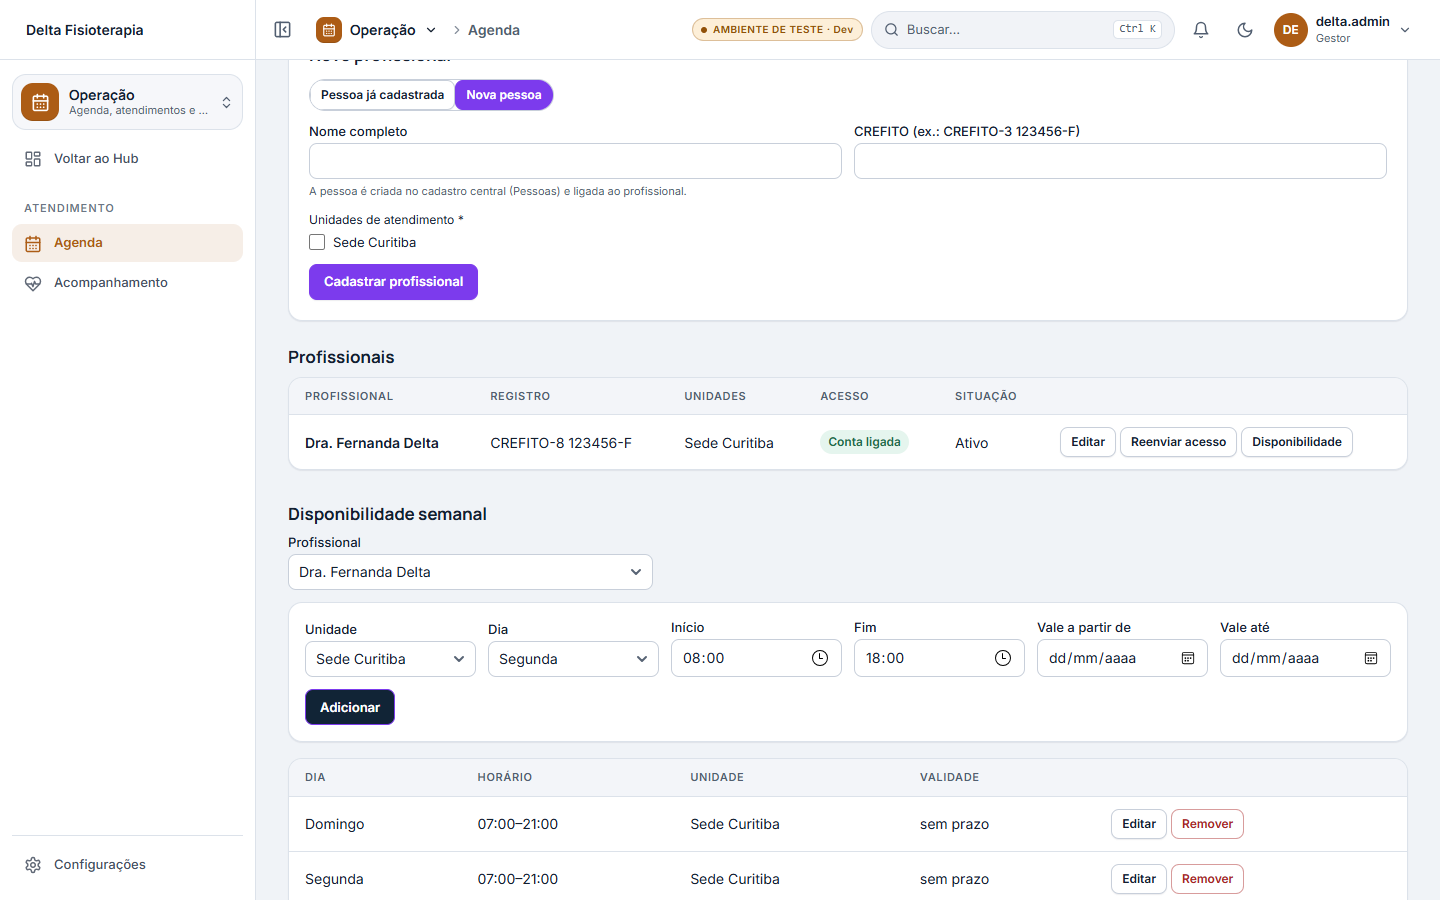 Delta Fisioterapia
Operação
Agenda
AMBIENTE DE TESTE · Dev
Buscar...
Ctrl K
DE
delta.admin
Gestor
Operação
Agenda, atendimentos e ...
Voltar ao Hub
ATENDIMENTO
Agenda
Acompanhamento
Configurações
Novo profissional
Pessoa já cadastrada
Nova pessoa
Nome completo
CREFITO (ex.: CREFITO-3 123456-F)
A pessoa é criada no cadastro central (Pessoas) e ligada ao profissional.
Unidades de atendimento *
Sede Curitiba
Cadastrar profissional
Profissionais
PROFISSIONAL REGISTRO UNIDADES ACESSO SITUAÇÃO
Dra. Fernanda Delta CREFITO-8 123456-F Sede Curitiba Conta ligada Ativo Editar Reenviar acesso Disponibilidade
Disponibilidade semanal
Profissional
Dra. Fernanda Delta
Unidade Dia Início Fim Vale a partir de Vale até
Sede Curitiba Segunda 08:00 18:00 dd/mm/aaaa dd/mm/aaaa
Adicionar
DIA HORÁRIO UNIDADE VALIDADE
Domingo 07:00–21:00 Sede Curitiba sem prazo Editar Remover
Segunda 07:00–21:00 Sede Curitiba sem prazo Editar Remover